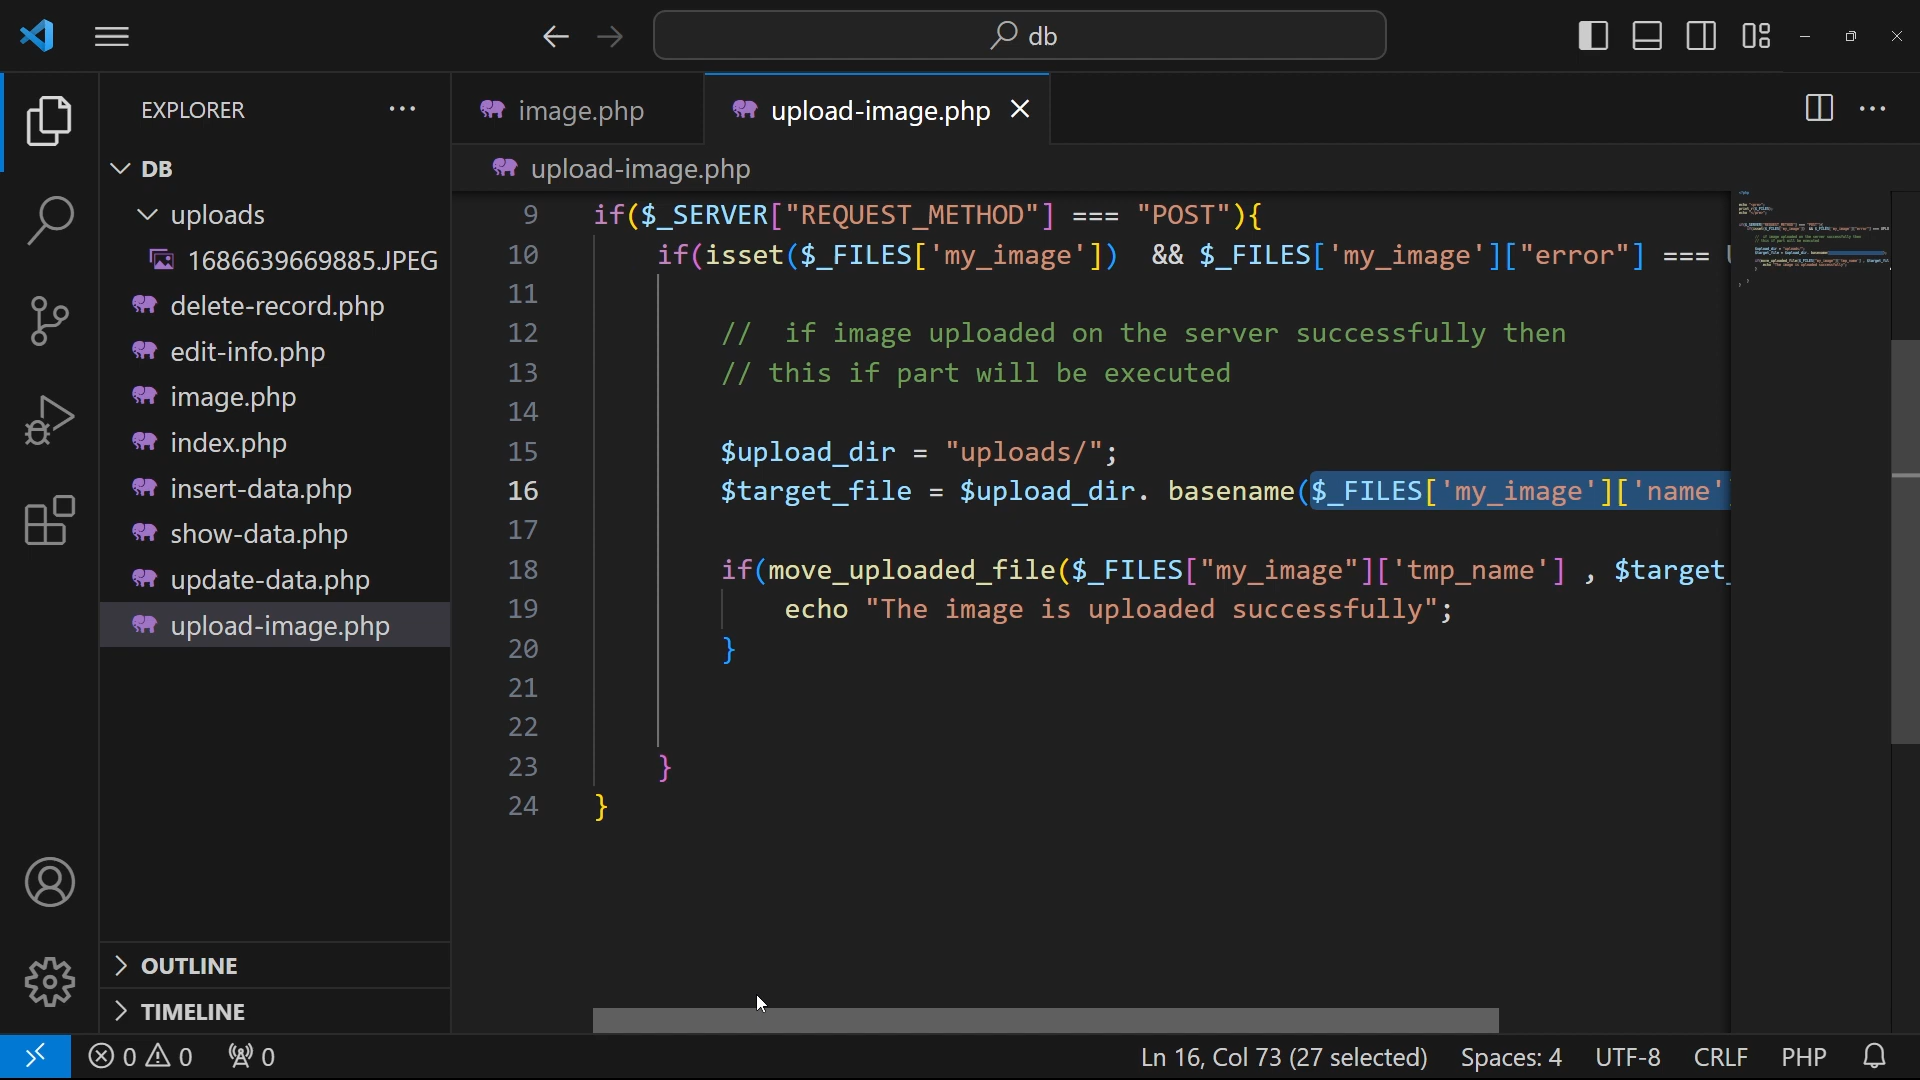 db
EXPLORER
image.php
upload-image.php
DB
upload-image.php
uploads
1686639669885.JPEG
delete-record.php
edit-info.php
image.php
index.php
insert-data.php
show-data.php
update-data.php
upload-image.php
9 if($_SERVER["REQUEST_METHOD"] === "POST"){
10 if(isset($_FILES['my_image']) && $_FILES['my_image']["error"] ===
11
12 // if image uploaded on the server successfully then
13 // this if part will be executed
14
15 $upload_dir = "uploads/";
16 $target_file = $upload_dir. basename($_FILES['my_image']['name'
17
18 if(move_uploaded_file($_FILES["my_image"]['tmp_name'] , $target_
19 echo "The image is uploaded successfully";
20 }
21
22
23 }
24 }
OUTLINE
TIMELINE
0 0 0 Ln 16, Col 73 (27 selected) Spaces: 4 UTF-8 CRLF PHP